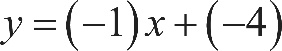 y = (−1)x + (−4)